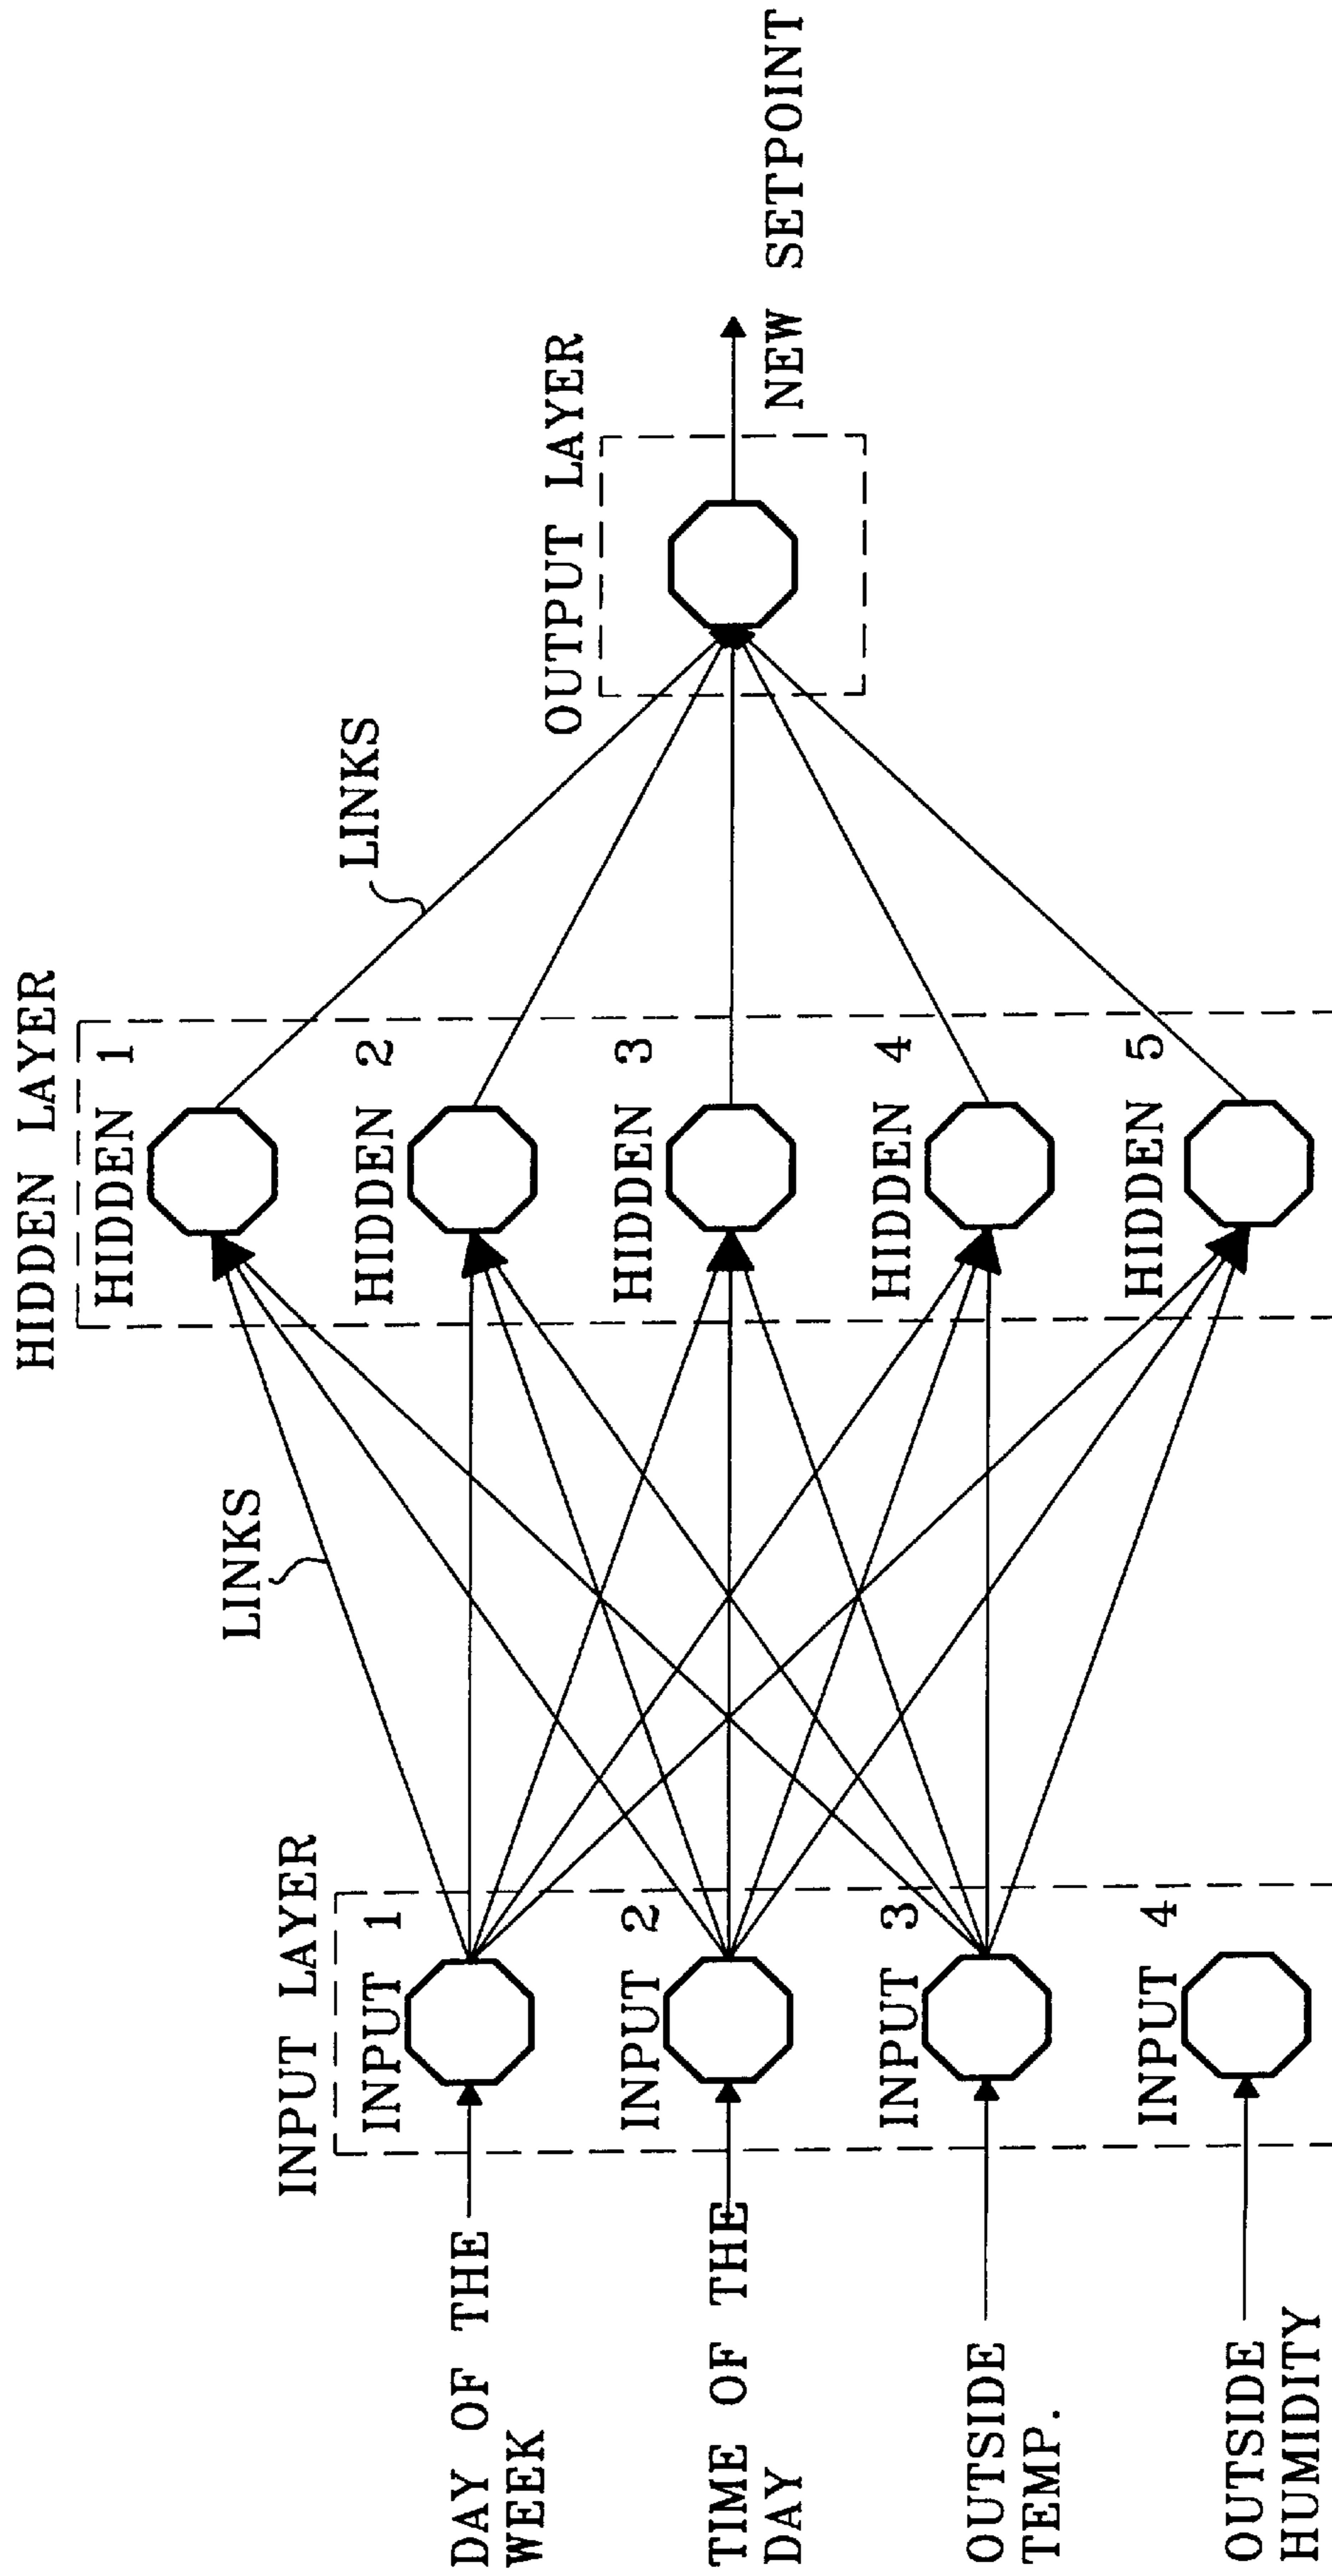 HIDDEN LAYER
HIDDEN 1
LINKS
LINKS
INPUT LAYER
OUTPUT LAYER
INPUT 1
HIDDEN 2
DAY OF THE
WEEK
INPUT 2
HIDDEN 3
TIME OF THE
DAY
NEW SETPOINT
INPUT 3
HIDDEN 4
OUTSIDE
TEMP.
INPUT 4
HIDDEN 5
OUTSIDE
HUMIDITY